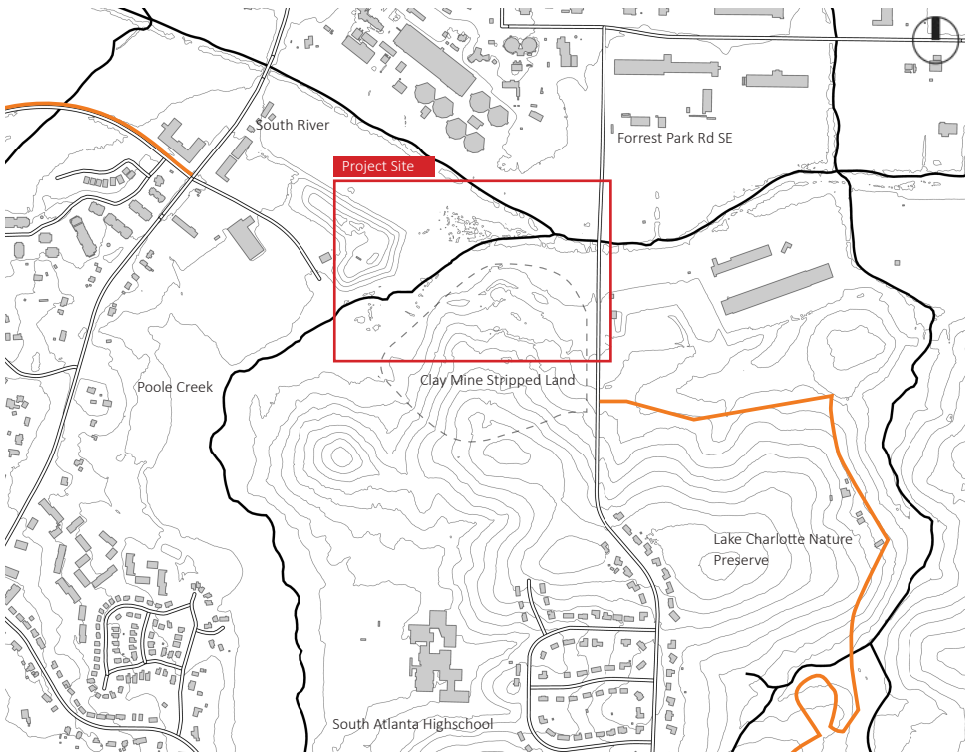 South River
Forrest Park Rd SE
Project Site
Clay Mine Stripped Land
Poole Creek
Lake Charlotte Nature
Preserve
South Atlanta Highschool